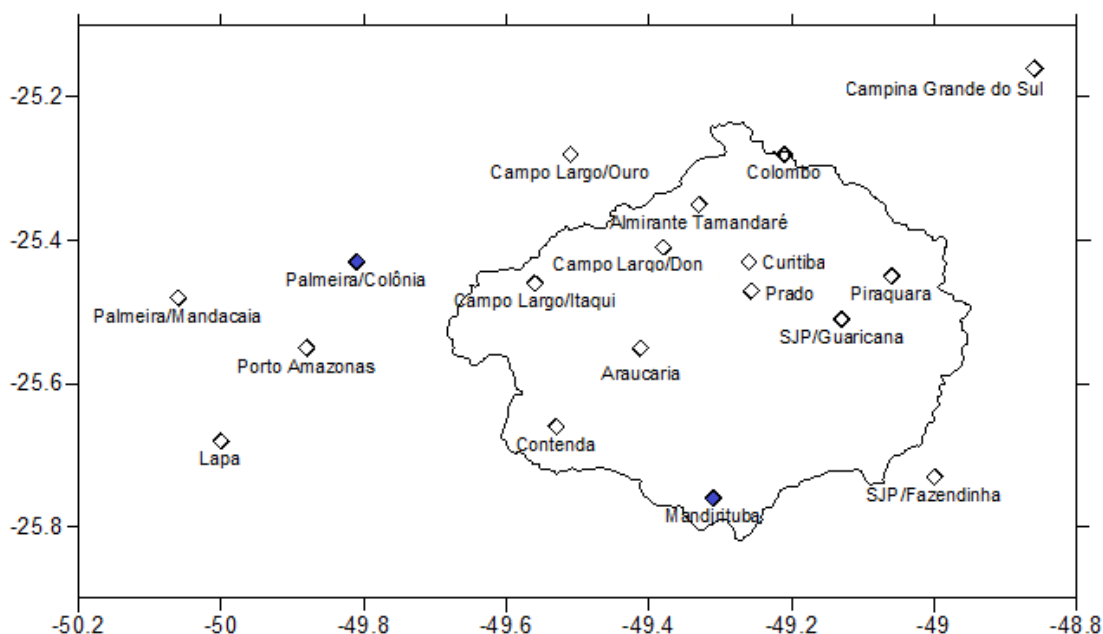 Campina Grande do Sul
-25.2
Campo Largo/Ouro
Colombo
Almirante Tamandaré
-25.4
Campo Largo/Don
Curitiba
Palmeira/Colônia
Campo Largo/Itaqui
Prado
Piraquara
Palmeira/Mandacaia
SJP/Guaricana
Porto Amazonas
Araucaria
-25.6
Contenda
Lapa
SJP/Fazendinha
Mandirituba
-25.8
-50.2 -50 -49.8 -49.6 -49.4 -49.2 -49 -48.8